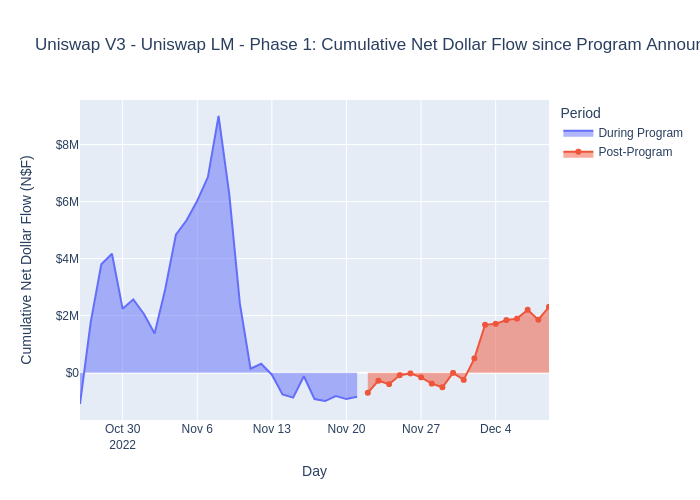 Uniswap V3 - Uniswap LM - Phase 1: Cumulative Net Dollar Flow since Program
Period
During Program
Post-Program
Cumulative Net Dollar Flow (N$F)
$8M
$6M
$4M
$2M
$0
Oct 30
2022
Nov 6
Nov 13
Nov 20
Nov 27
Dec 4
Day